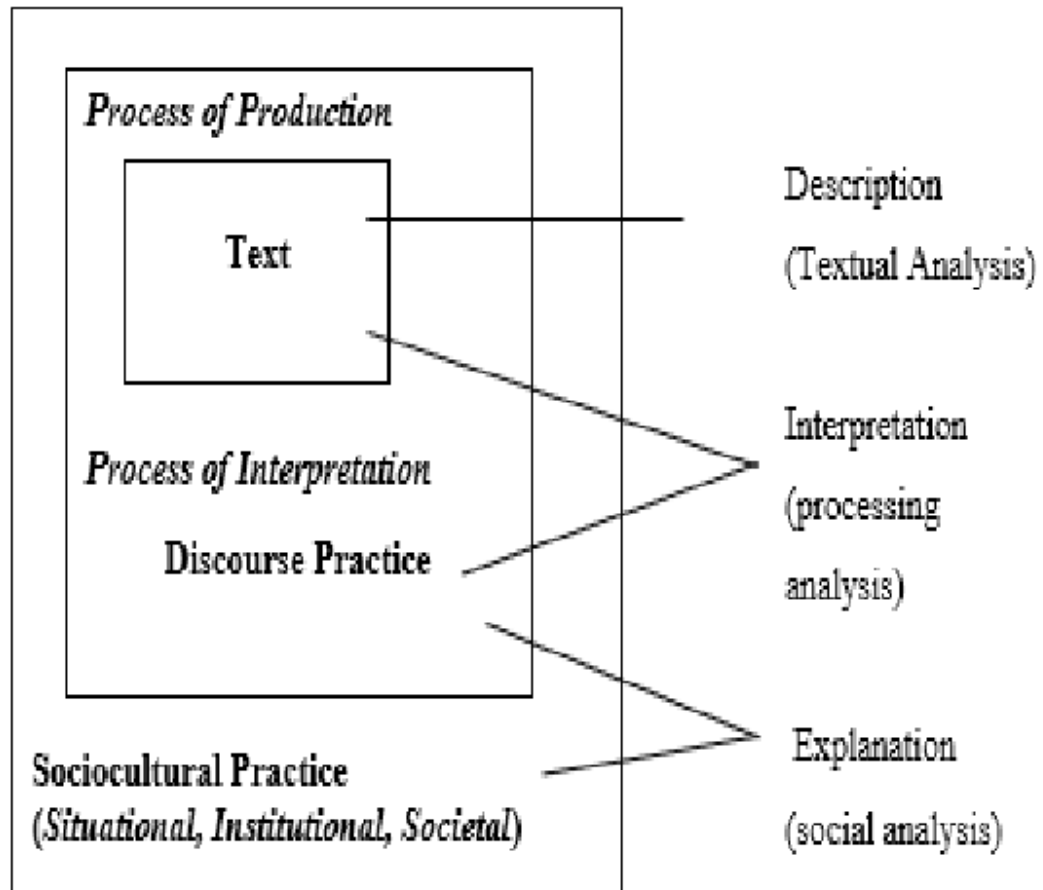 Process of Production
Text
Process of Interpretation
Discourse Practice
Sociocultural Practice
(Situational, Institutional, Societal)
Description
(Textual Analysis)
Interpretation
(processing
analysis)
Explanation
(social analysis)